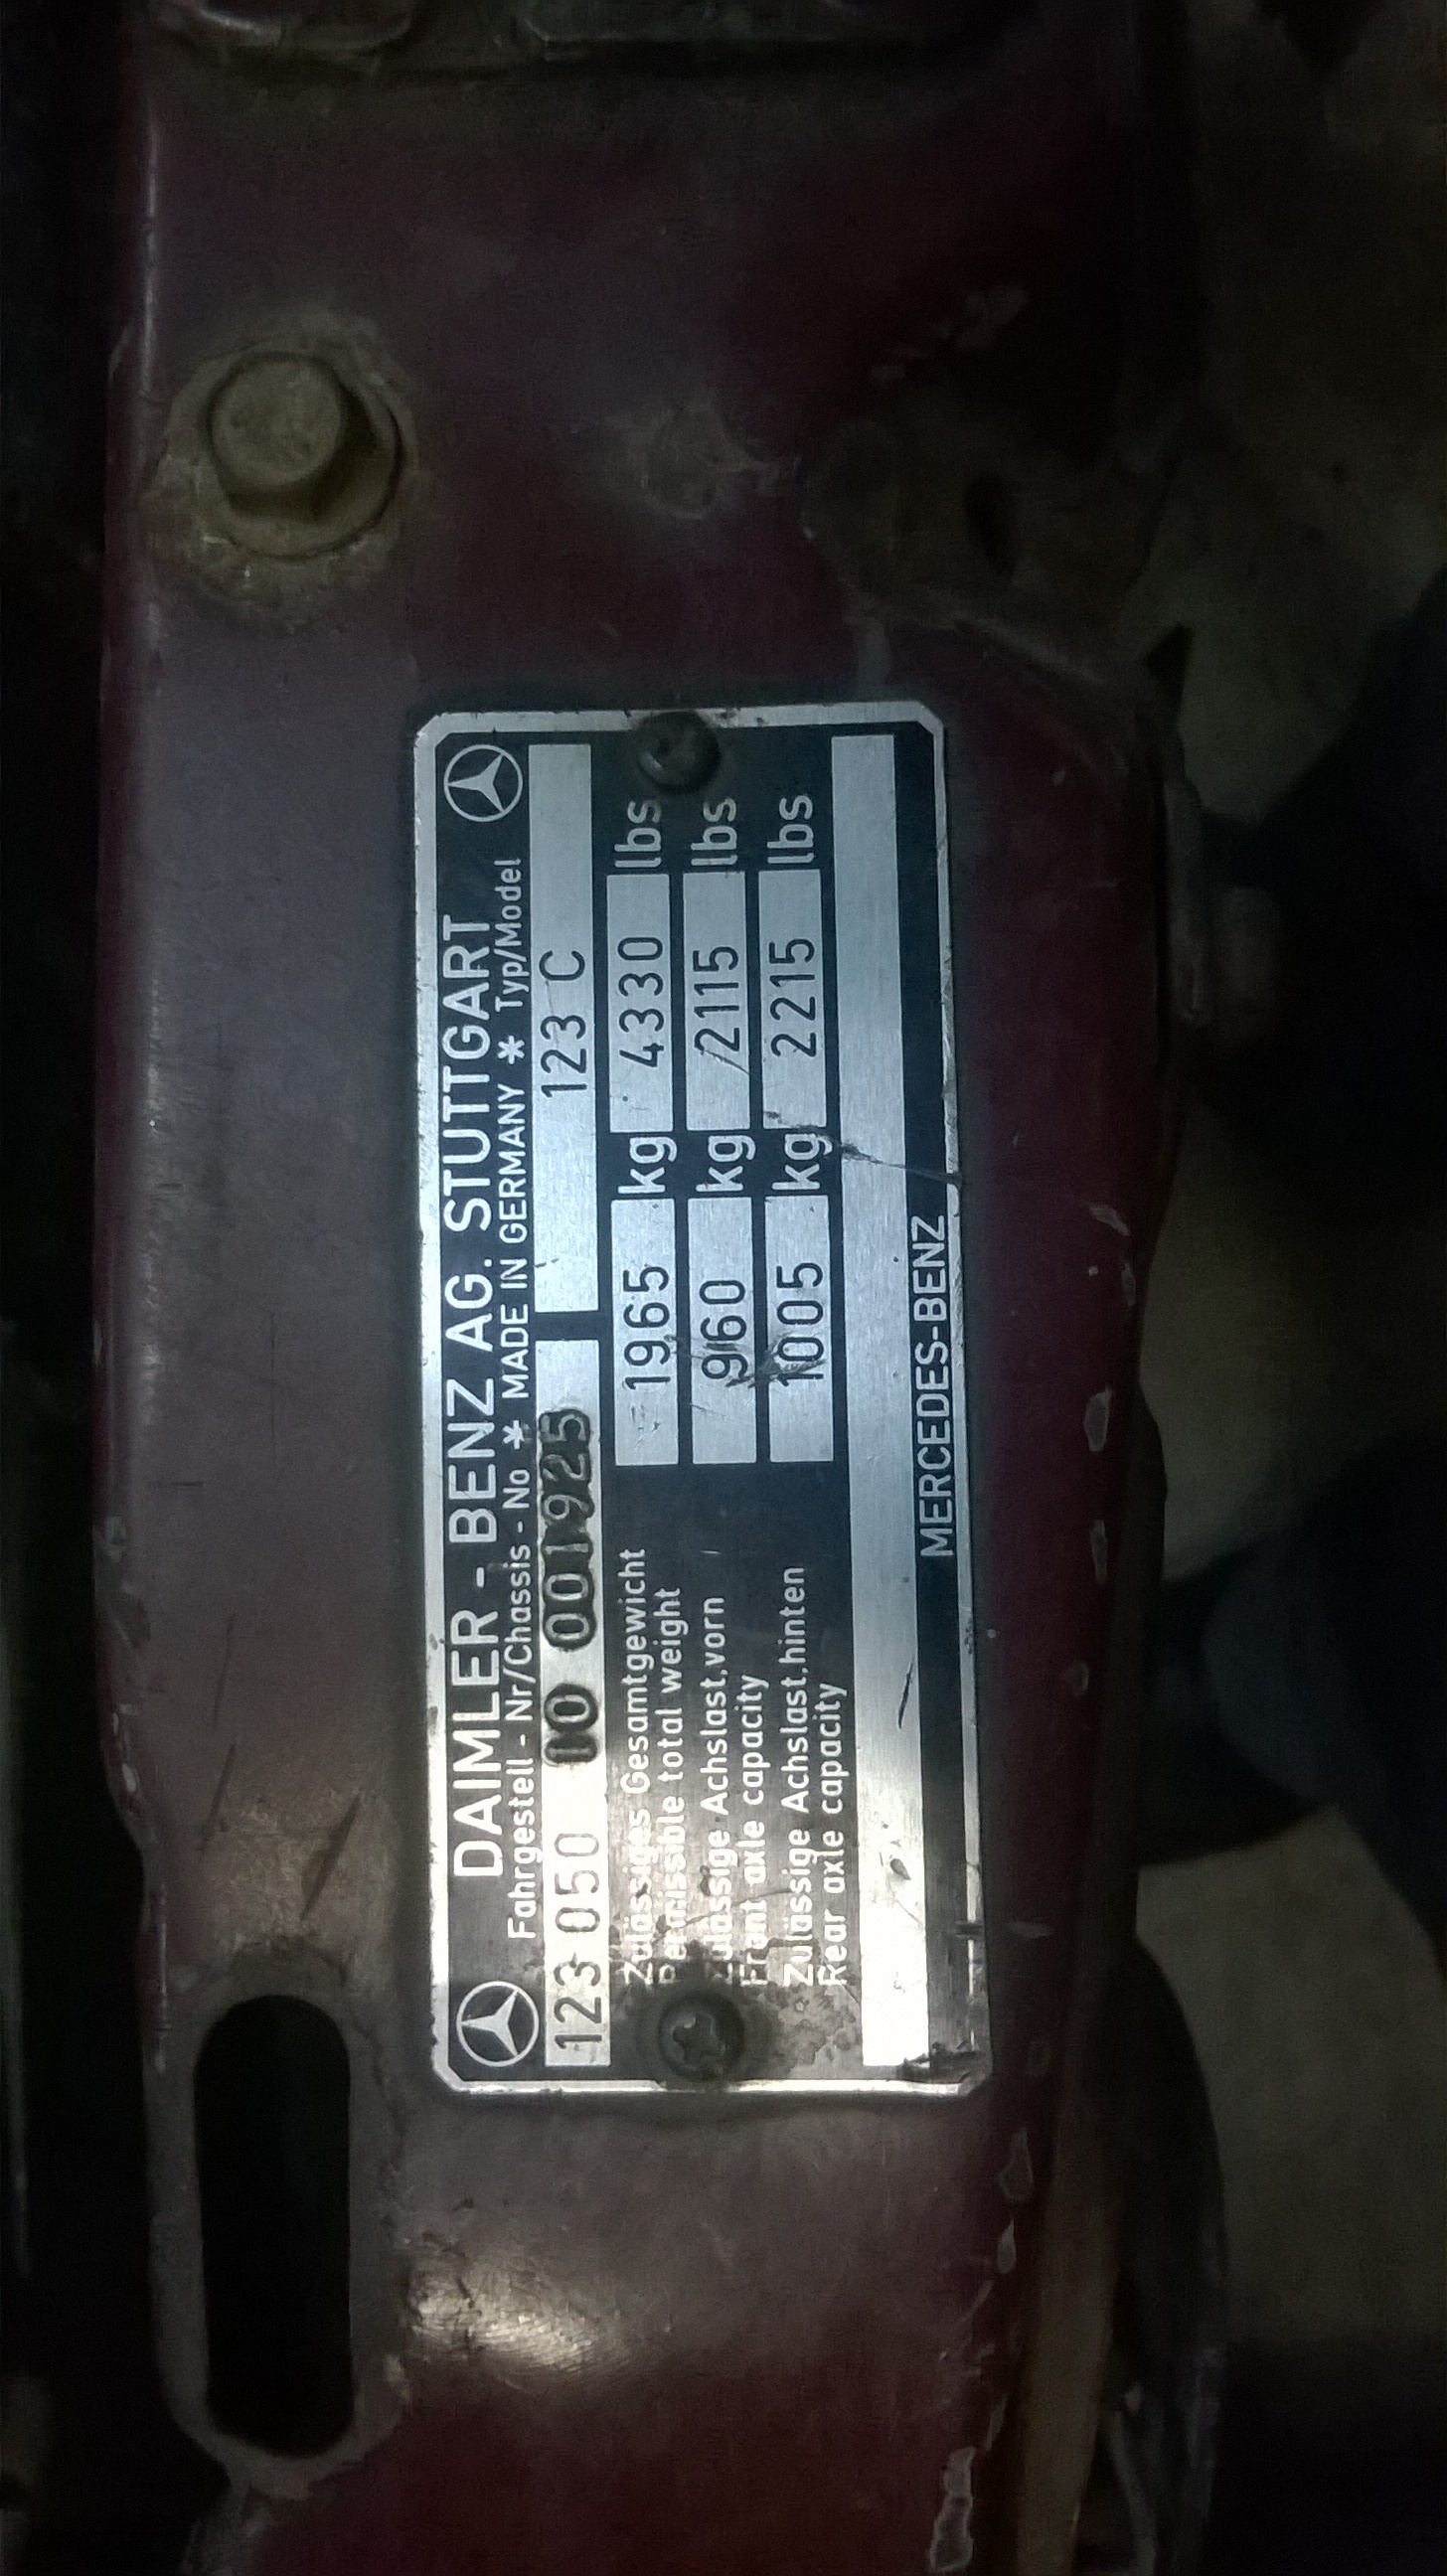 DAIMLER - BENZ AG. STUTTGART
Fahrgestell - Nr/Chassis - No * MADE IN GERMANY * Typ/Model
123 050 10 001925 123 C
Zulässiges Gesamtgewicht
Permissible total weight
1965 kg 4330 lbs
Zulässige Achslast.vorn
Front axle capacity
960 kg 2115 lbs
Zulässige Achslast.hinten
Rear axle capacity
1005 kg 2215 lbs
MERCEDES-BENZ